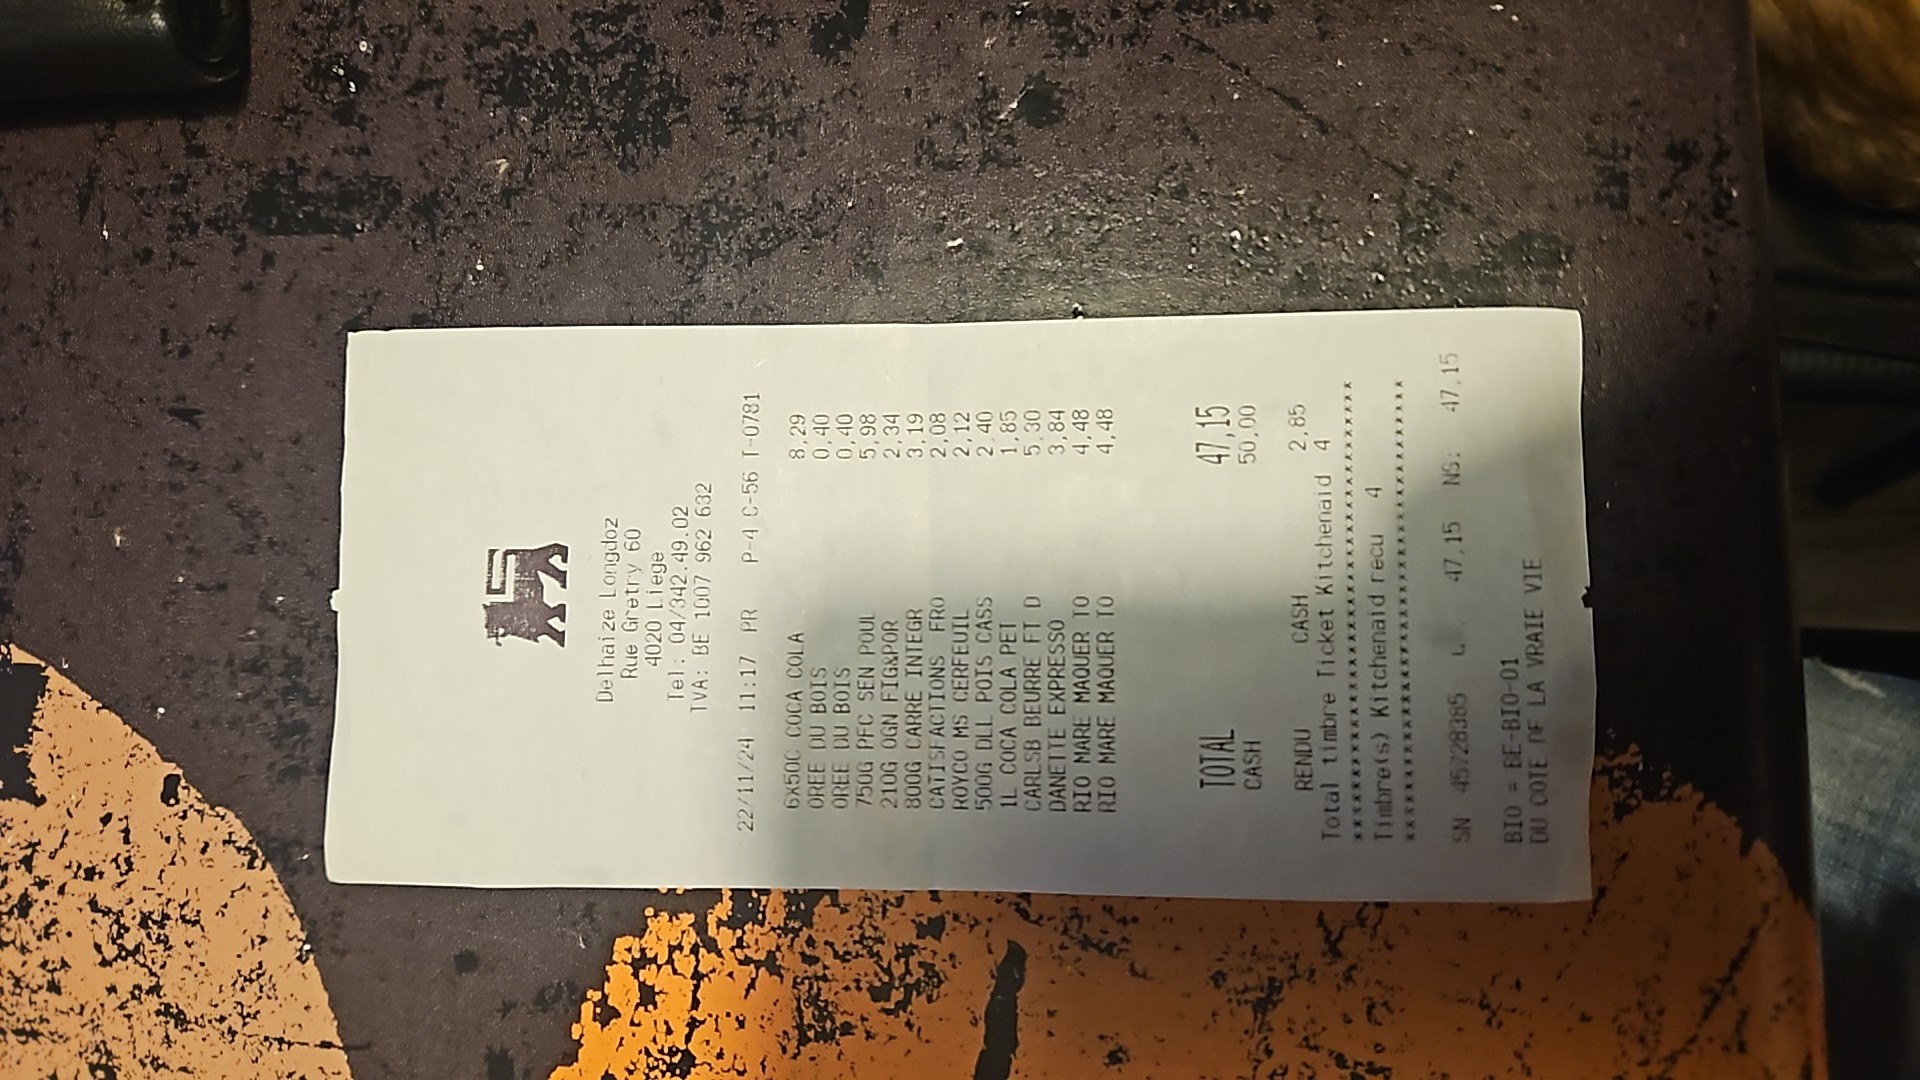 Delhaize Longdoz
Rue Gretry 60
4020 Liege
Tel: 04/342.49.02
TVA: BE 1007 962 632
22/11/24 11:17 PR P-4 C-56 T-0781
6X50C COCA COLA 8,29
OREE DU BOIS 0,40
OREE DU BOIS 0,40
750G PFC SEN POUL 5,98
210G OGN FIG&POR 2,34
800G CARRE INTEGR 3,19
CATISFACTIONS FRO 2,08
ROYCO MS CERFEUIL 2,12
500G DLL POIS CASS 2,40
1L COCA COLA PET 1,85
CARLSB BEURRE FT D 5,30
DANETTE EXPRESSO 3,84
RIO MARE MAQUER TO 4,48
RIO MARE MAQUER TO 4,48
TOTAL 47,15
CASH 50,00
RENDU CASH 2,85
Total timbre Ticket Kitchenaid 4
Timbre(s) Kitchenaid recu 4
SN 45728385 L. 47,15 NS: 47,15
BIO = BE-BIO-01
DU COTE DE LA VRAIE VIE